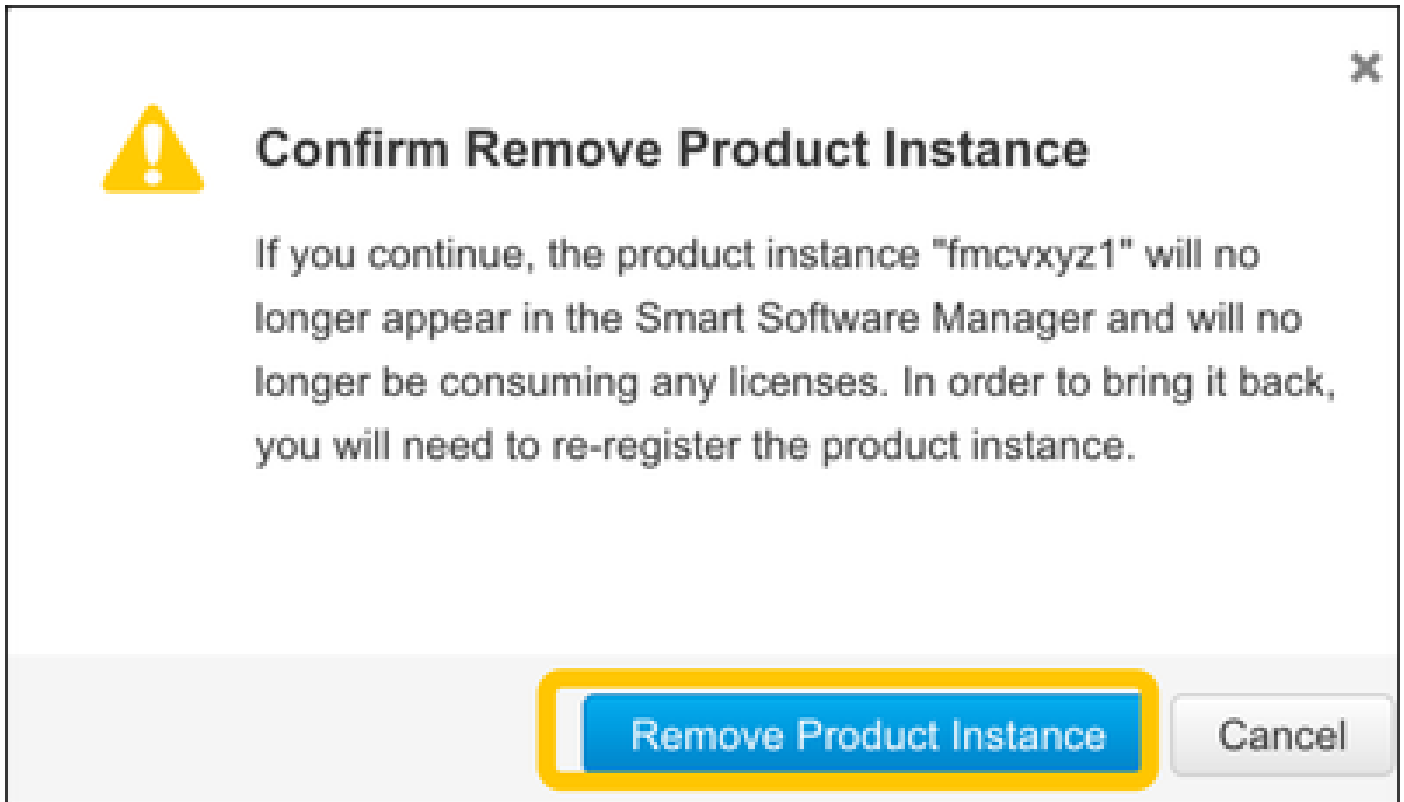 Confirm Remove Product Instance
If you continue, the product instance "fmcvxyz1" will no
longer appear in the Smart Software Manager and will no
longer be consuming any licenses. In order to bring it back,
you will need to re-register the product instance.
Remove Product Instance
Cancel